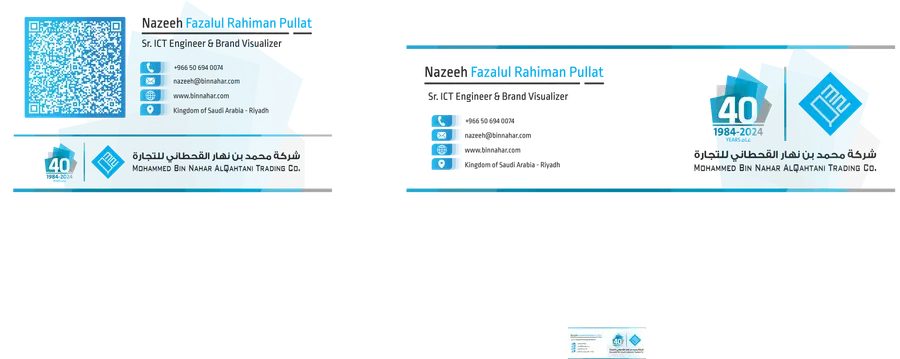 Nazeeh Fazalul Rahiman Pullat
Sr. ICT Engineer & Brand Visualizer
+966 50 694 0074
nazeeh@binnahar.com
www.binnahar.com
Kingdom of Saudi Arabia - Riyadh
40
1984-2024
شركة محمد بن نهار القحطاني للتجارة
Mohammed Bin Nahar AlQahtani Trading Co.
Nazeeh Fazalul Rahiman Pullat
Sr. ICT Engineer & Brand Visualizer
+966 50 694 0074
nazeeh@binnahar.com
www.binnahar.com
Kingdom of Saudi Arabia - Riyadh
40
1984-2024
YEARS عـام
شركة محمد بن نهار القحطاني للتجارة
Mohammed Bin Nahar AlQahtani Trading Co.